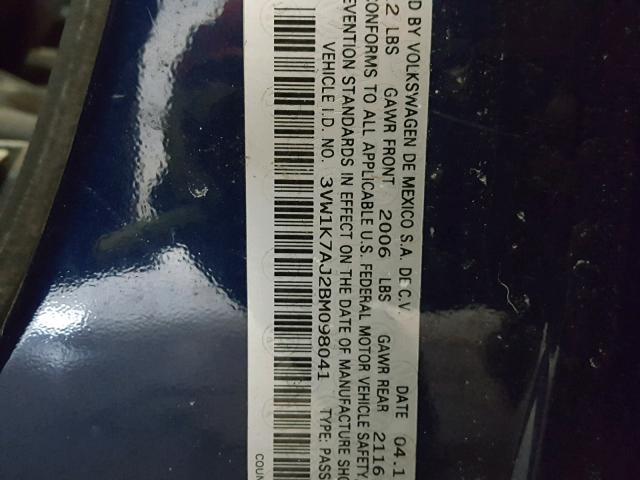 D BY VOLKSWAGEN DE MEXICO S.A. DE C.V. DATE 04.1
2 LBS GAWR FRONT 2006 LBS GAWR REAR 2116
CONFORMS TO ALL APPLICABLE U.S. FEDERAL MOTOR VEHICLE SAFETY,
EVENTION STANDARDS IN EFFECT ON THE DATE OF MANUFACTURE SHO
VEHICLE I.D. NO. 3VW1K7AJ2BM098041 TYPE: PASS
COUN